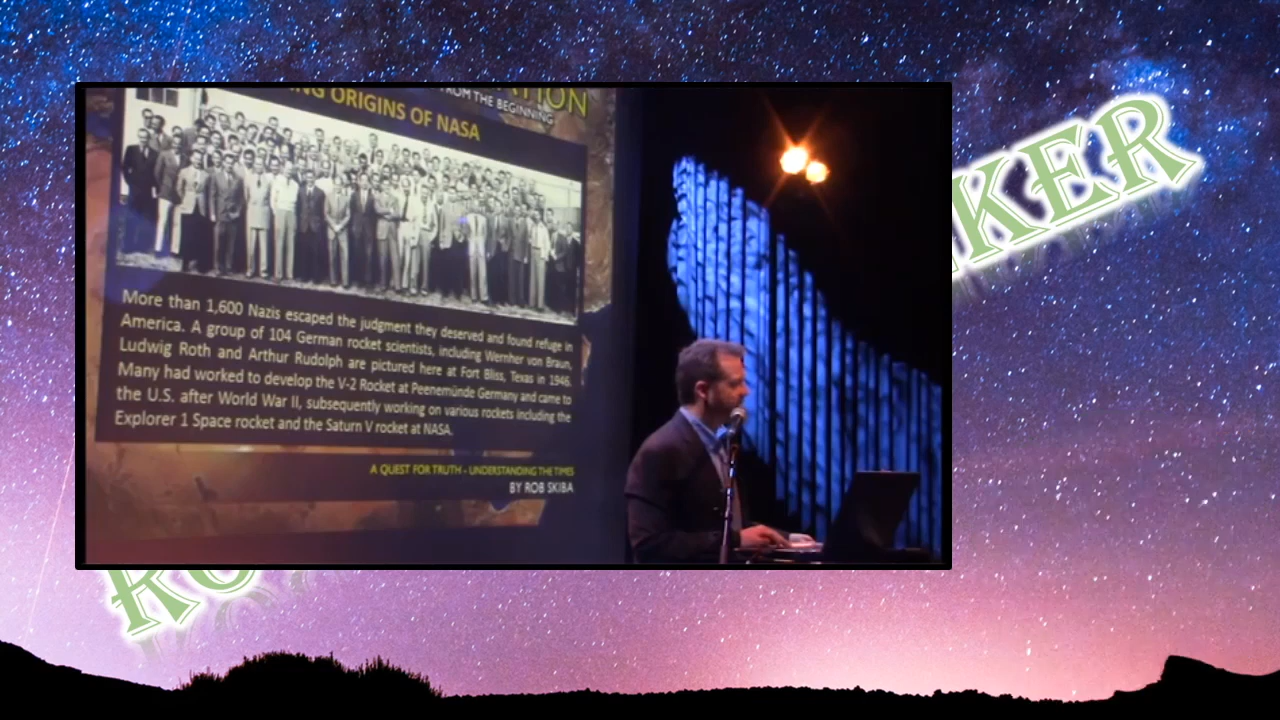 FROM THE BEGINNING
ORIGINS OF NASA
More than 1,600 Nazis escaped the judgment they deserved and found refuge in
America. A group of 104 German rocket scientists, including Wernher von Braun,
Ludwig Roth and Arthur Rudolph are pictured here at Fort Bliss, Texas in 1946.
Many had worked to develop the V-2 Rocket at Peenemünde Germany and came to
the U.S. after World War II, subsequently working on various rockets including the
Explorer 1 Space rocket and the Saturn V rocket at NASA.
A QUEST FOR TRUTH - UNDERSTANDING THE TIMES
BY ROB SKIBA